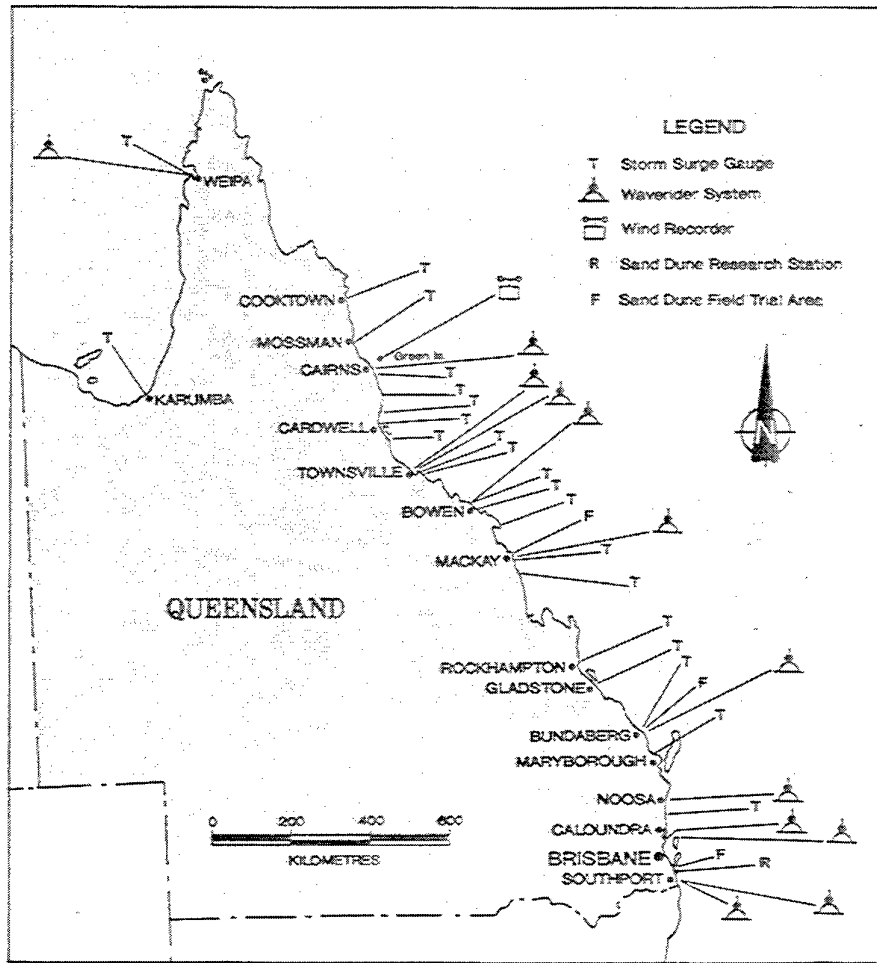 LEGEND
T Storm Surge Gauge
Waverider System
Wind Recorder
R Sand Dune Research Station
F Sand Dune Field Trial Area
N
T
WEIPA
T
COOKTOWN
T
MOSSMAN
Green Is.
T
KARUMBA
CAIRNS
T
T
T
T
CARDWELL
T
T
T
TOWNSVILLE
T
T
BOWEN
T
F
T
MACKAY
T
QUEENSLAND
T
ROCKHAMPTON
T
T
GLADSTONE
F
T
BUNDABERG
MARYBOROUGH
NOOSA
T
CALOUNDRA
BRISBANE
F
R
SOUTHPORT
0 200 400 600
KILOMETRES